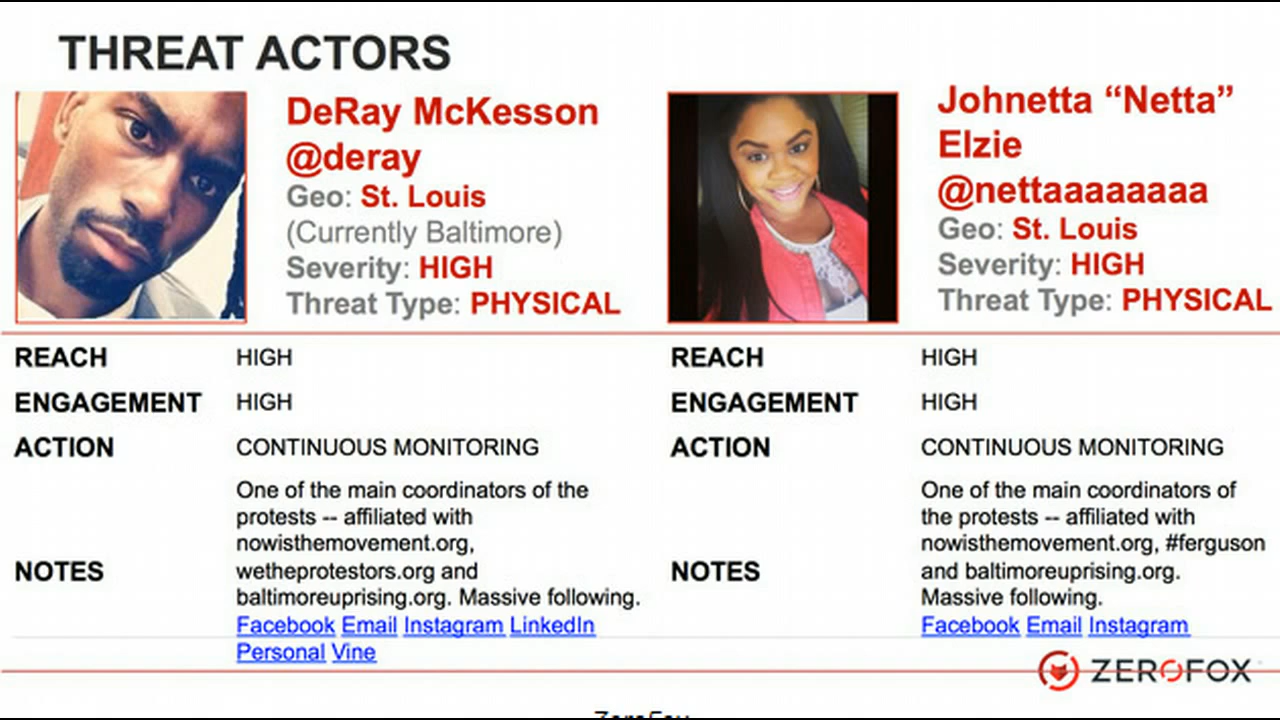 THREAT ACTORS
DeRay McKesson
@deray
Geo: St. Louis
(Currently Baltimore)
Severity: HIGH
Threat Type: PHYSICAL
REACH HIGH
ENGAGEMENT HIGH
ACTION CONTINUOUS MONITORING
NOTES
One of the main coordinators of the
protests -- affiliated with
nowisthemovement.org,
wetheprotestors.org and
baltimoreuprising.org. Massive following.
Facebook Email Instagram LinkedIn
Personal Vine
Johnetta “Netta”
Elzie
@nettaaaaaaaa
Geo: St. Louis
Severity: HIGH
Threat Type: PHYSICAL
REACH HIGH
ENGAGEMENT HIGH
ACTION CONTINUOUS MONITORING
NOTES
One of the main coordinators of
the protests -- affiliated with
nowisthemovement.org, #ferguson
and baltimoreuprising.org.
Massive following.
Facebook Email Instagram
ZEROFOX
ZeroFox